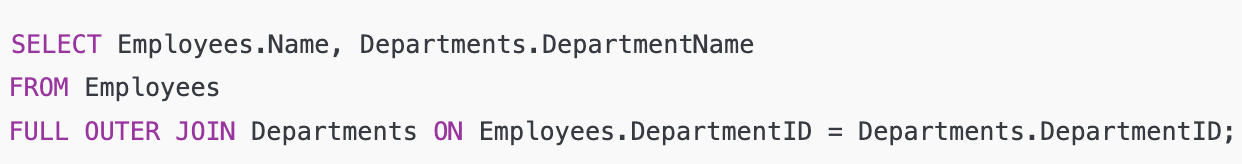 SELECT Employees.Name, Departments.DepartmentName
FROM Employees
FULL OUTER JOIN Departments ON Employees.DepartmentID = Departments.DepartmentID;